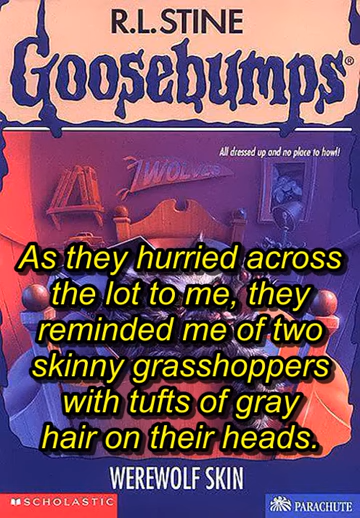 R.L. STINE
Goosebumps®
All dressed up and no place to howl!
WOLVES
As they hurried across
the lot to me, they
reminded me of two
skinny grasshoppers
with tufts of gray
hair on their heads.
WEREWOLF SKIN
SCHOLASTIC
PARACHUTE